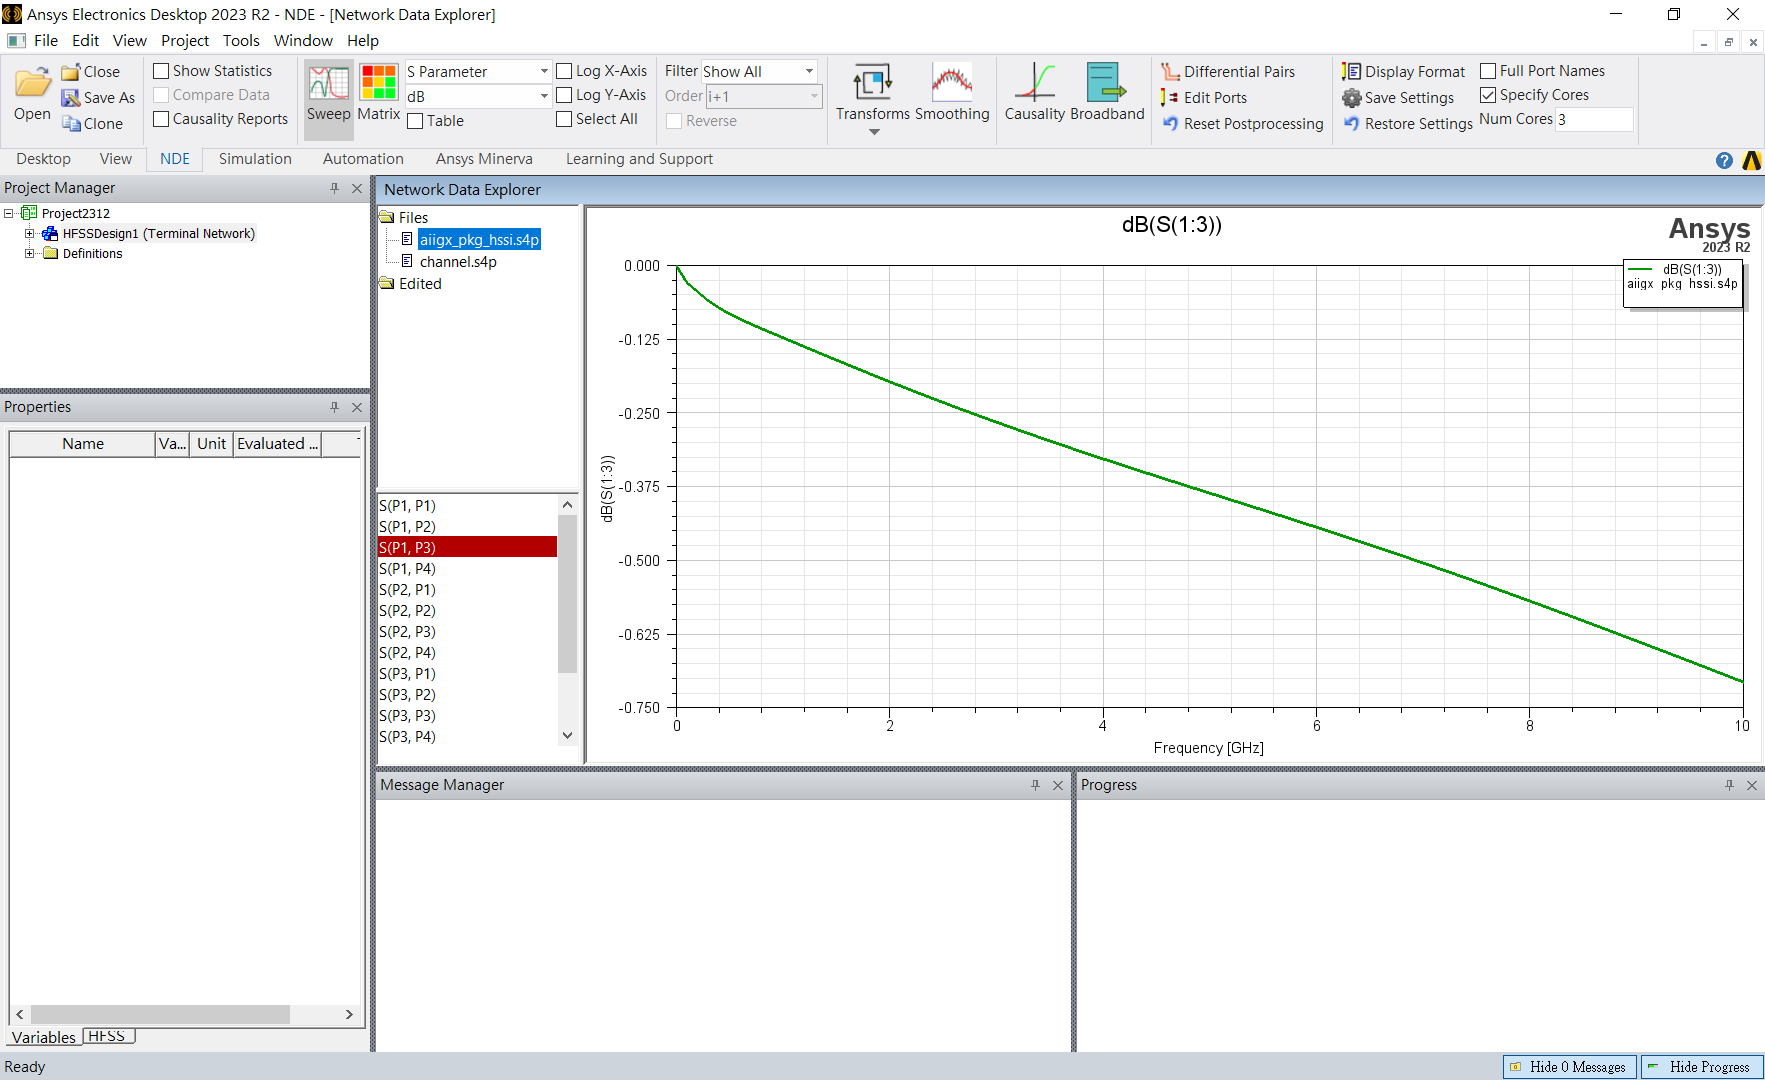 Ansys Electronics Desktop 2023 R2 - NDE - [Network Data Explorer]
File Edit View Project Tools Window Help
Open
Close
Save As
Clone
Show Statistics
Compare Data
Causality Reports
Sweep
Matrix
S Parameter
dB
Table
Log X-Axis
Log Y-Axis
Select All
Filter Show All
Order i+1
Reverse
Transforms
Smoothing
Causality
Broadband
Differential Pairs
Edit Ports
Reset Postprocessing
Display Format
Save Settings
Restore Settings
Full Port Names
Specify Cores
Num Cores 3
Desktop View NDE Simulation Automation Ansys Minerva Learning and Support
Project Manager
Project2312
HFSSDesign1 (Terminal Network)
Definitions
Properties
Name Va... Unit Evaluated ...
Variables HFSS
Network Data Explorer
Files
aiigx_pkg_hssi.s4p
channel.s4p
Edited
S(P1, P1)
S(P1, P2)
S(P1, P3)
S(P1, P4)
S(P2, P1)
S(P2, P2)
S(P2, P3)
S(P2, P4)
S(P3, P1)
S(P3, P2)
S(P3, P3)
S(P3, P4)
dB(S(1:3))
Ansys
2023 R2
dB(S(1:3))
aiigx_pkg_hssi.s4p
dB(S(1:3))
0.000
-0.125
-0.250
-0.375
-0.500
-0.625
-0.750
0 2 4 6 8 10
Frequency [GHz]
Message Manager
Progress
Ready
Hide 0 Messages
Hide Progress